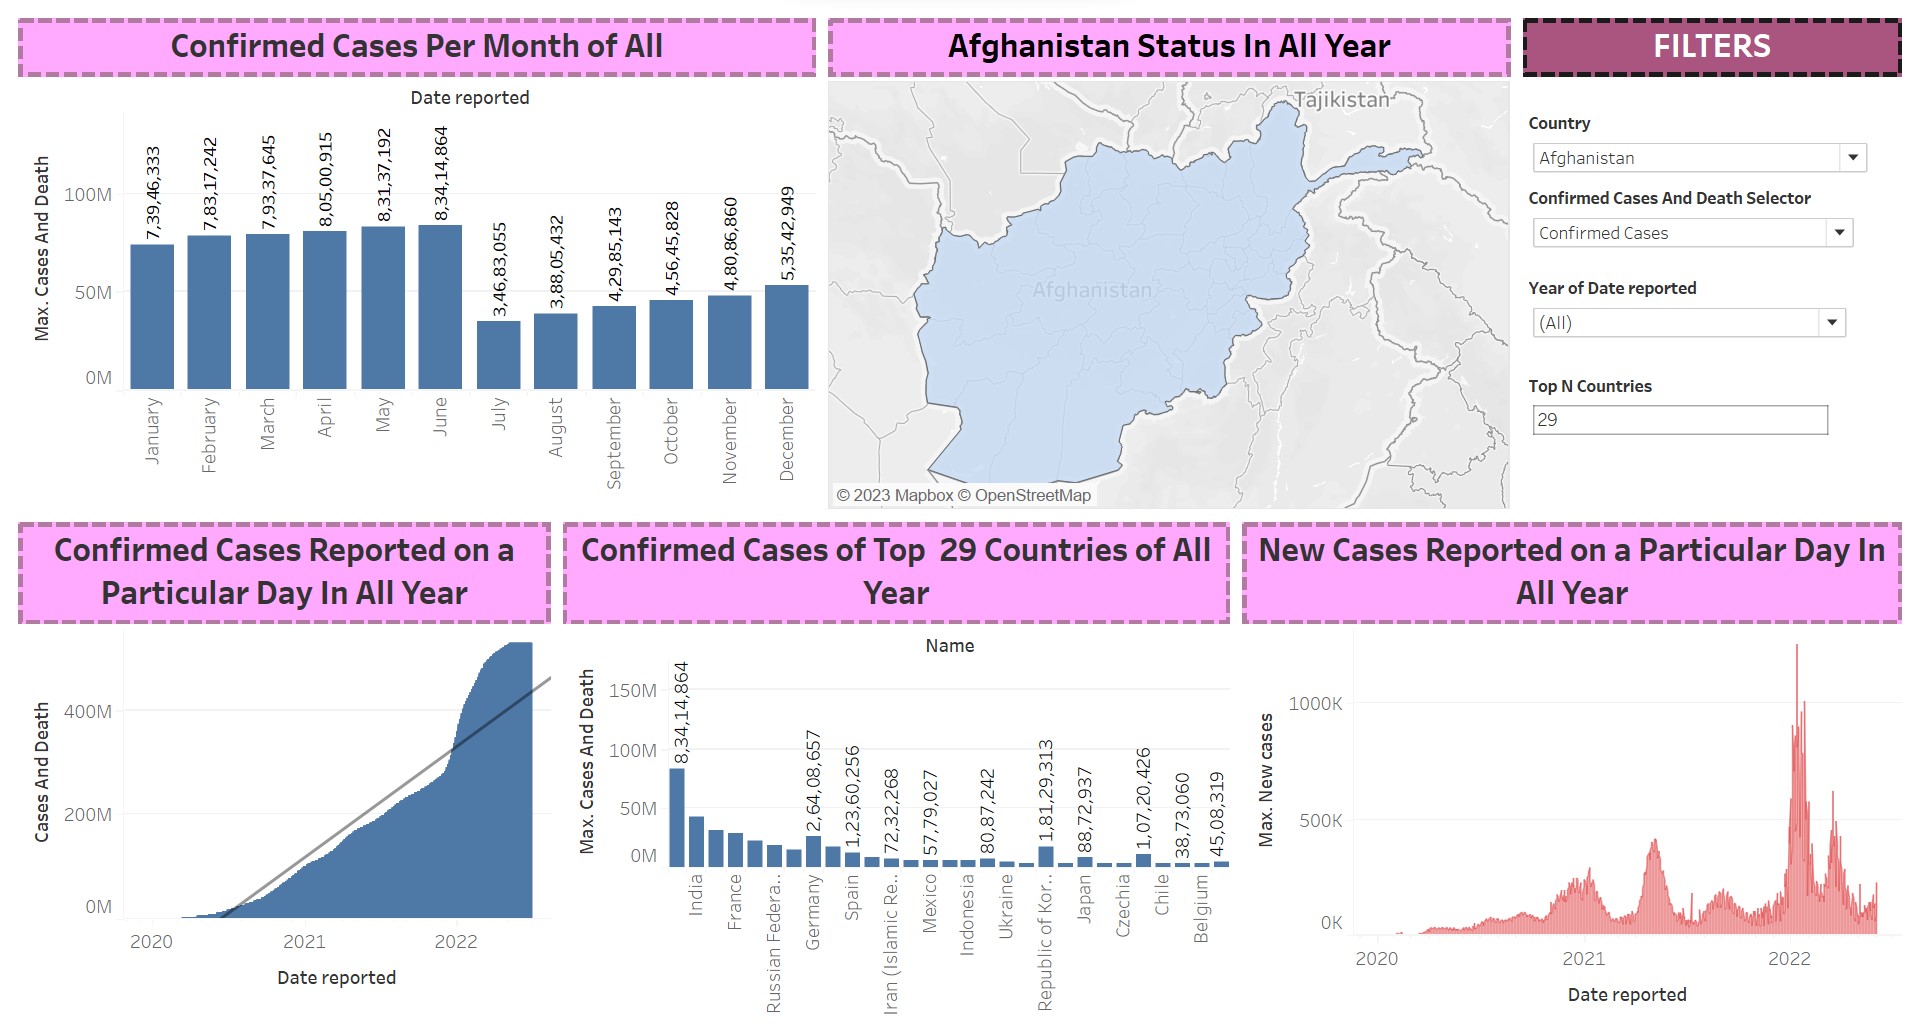 Confirmed Cases Per Month of All
Date reported
Max. Cases And Death
100M
50M
0M
7,39,46,333
7,83,17,242
7,93,37,645
8,05,00,915
8,31,37,192
8,34,14,864
3,46,83,055
3,88,05,432
4,29,85,143
4,56,45,828
4,80,86,860
5,35,42,949
January
February
March
April
May
June
July
August
September
October
November
December
Afghanistan Status In All Year
Tajikistan
Afghanistan
© 2023 Mapbox © OpenStreetMap
FILTERS
Country
Afghanistan
Confirmed Cases And Death Selector
Confirmed Cases
Year of Date reported
(All)
Top N Countries
29
Confirmed Cases Reported on a
Particular Day In All Year
Cases And Death
400M
200M
0M
2020
2021
2022
Date reported
Confirmed Cases of Top 29 Countries of All
Year
Name
Max. Cases And Death
150M
100M
50M
0M
8,34,14,864
2,64,08,657
1,23,60,256
72,32,268
57,79,027
80,87,242
1,81,29,313
88,72,937
1,07,20,426
38,73,060
45,08,319
India
France
Russian Federa..
Germany
Spain
Iran (Islamic Re..
Mexico
Indonesia
Ukraine
Republic of Kor..
Japan
Czechia
Chile
Belgium
New Cases Reported on a Particular Day In
All Year
Max. New cases
1000K
500K
0K
2020
2021
2022
Date reported